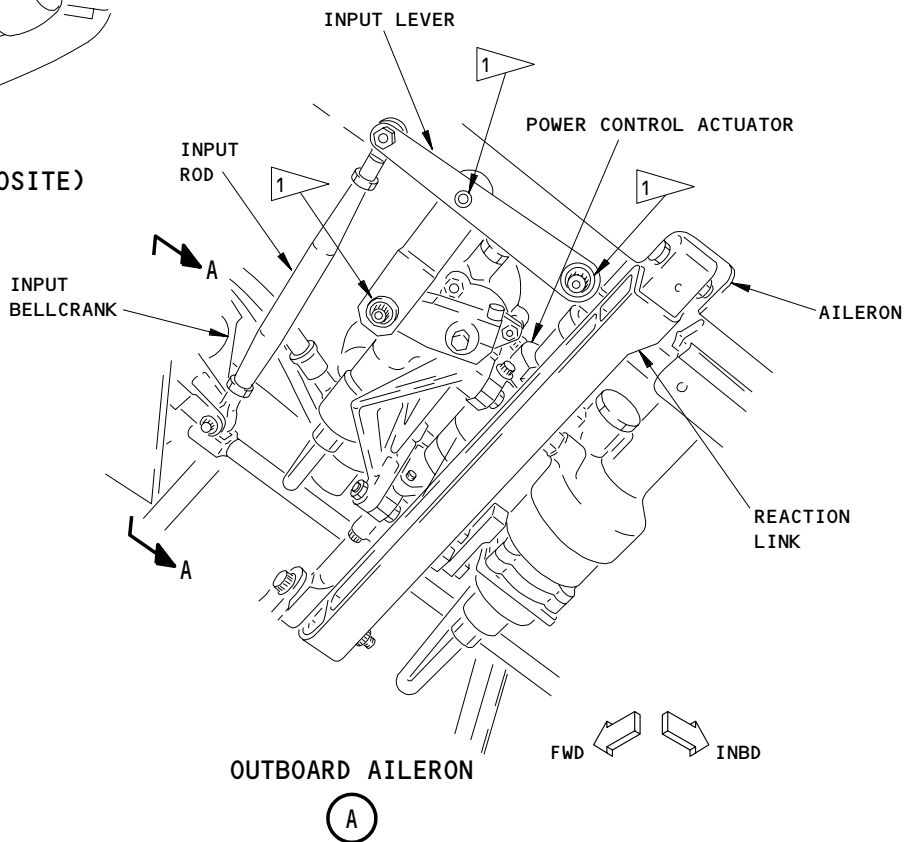 INPUT LEVER
1
POWER CONTROL ACTUATOR
INPUT
ROD
1
1
OSITE)
A
INPUT
BELLCRANK
AILERON
REACTION
LINK
A
FWD
INBD
OUTBOARD AILERON
A